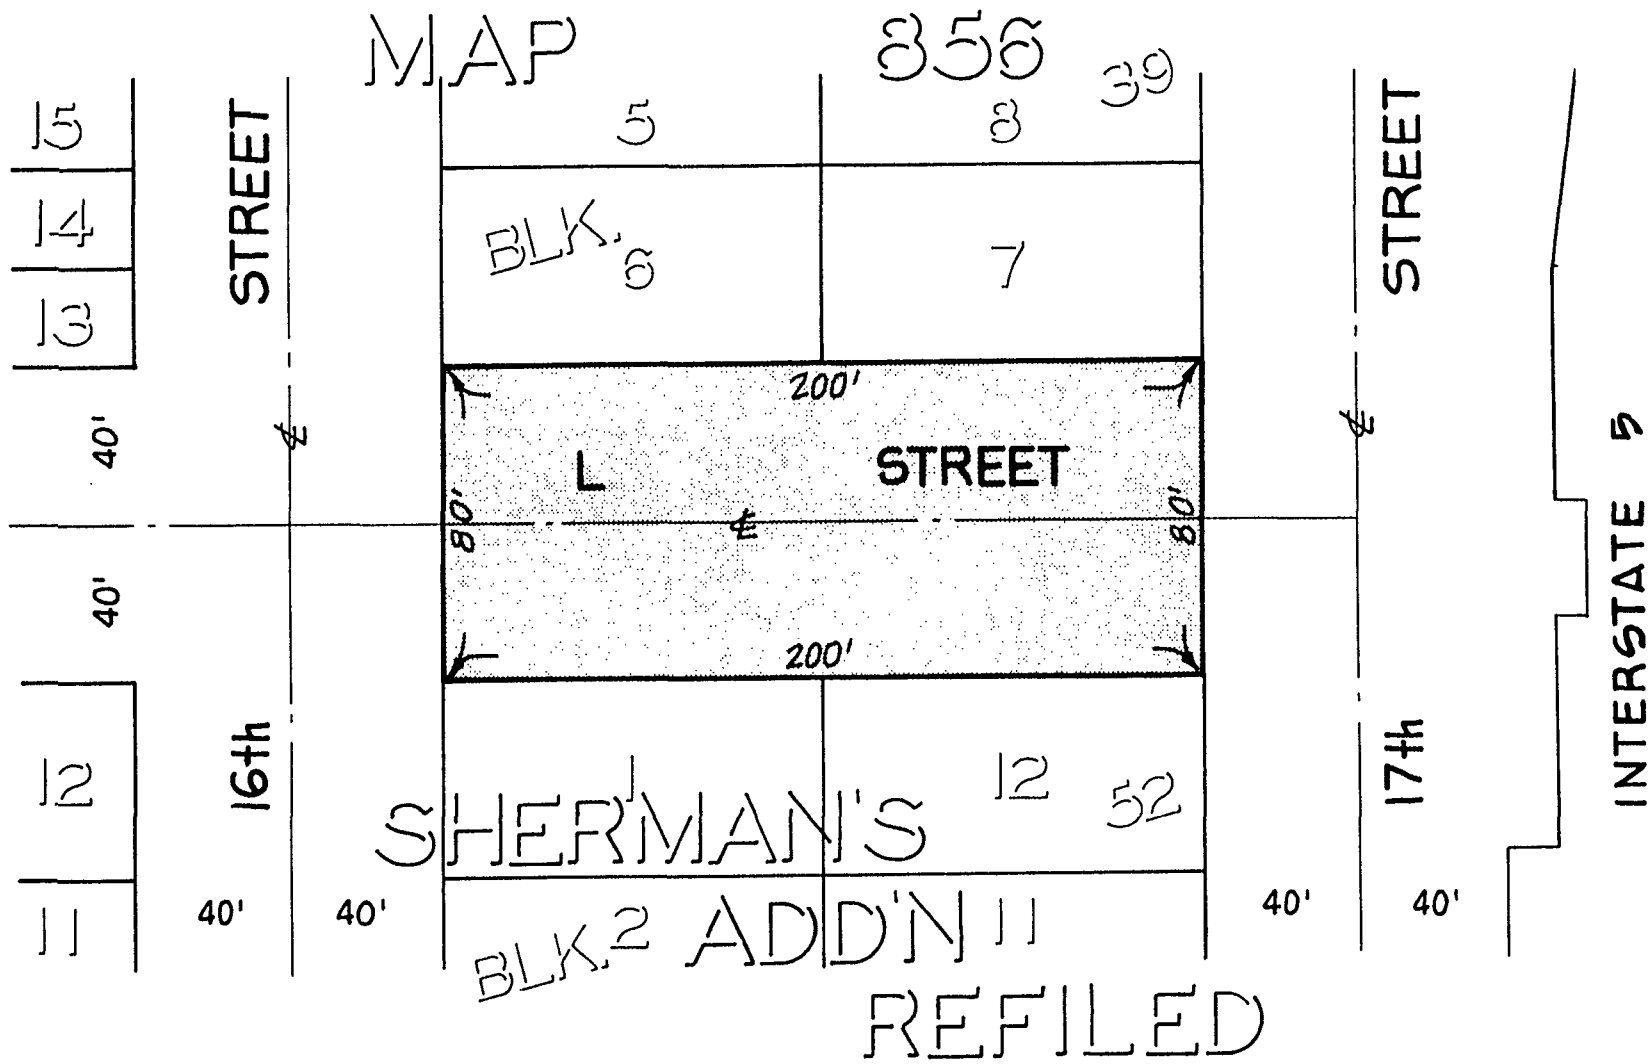 MAP 856
15 5 8 39
STREET STREET
14 BLK. 6 7
13
200'
40' ℄ ℄
L STREET
INTERSTATE 5
80' ℄ 80'
40'
200'
16th 17th
12 1 12 52
SHERMAN'S
11 40' 40' BLK. 2 ADD'N 11 40' 40'
REFILED